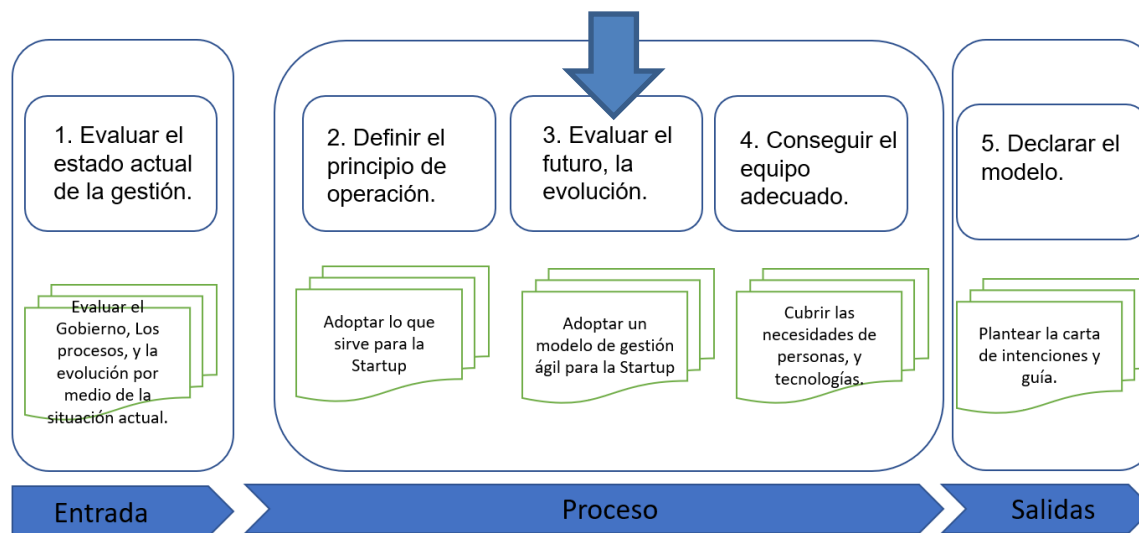 1. Evaluar el
estado actual
de la gestión.
2. Definir el
principio de
operación.
3. Evaluar el
futuro, la
evolución.
4. Conseguir el
equipo
adecuado.
5. Declarar el
modelo.
Evaluar el
Gobierno, Los
procesos, y la
evolución por
medio de la
situación actual.
Adoptar lo que
sirve para la
Startup
Adoptar un
modelo de gestión
ágil para la Startup
Cubrir las
necesidades de
personas, y
tecnologías.
Plantear la carta
de intenciones y
guía.
Entrada
Proceso
Salidas